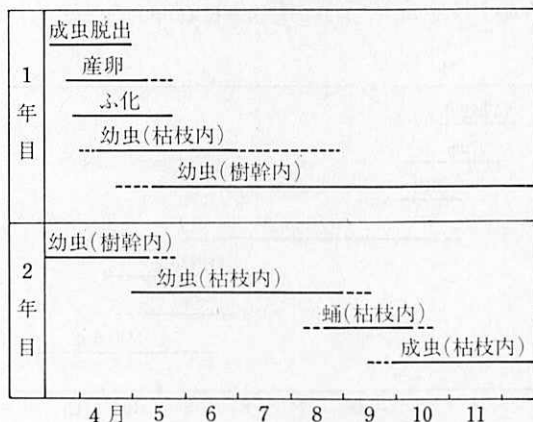 1年目
成虫脱出
産卵
ふ化
幼虫(枯枝内)
幼虫(樹幹内)
2年目
幼虫(樹幹内)
幼虫(枯枝内)
蛹(枯枝内)
成虫(枯枝内)
4月 5 6 7 8 9 10 11